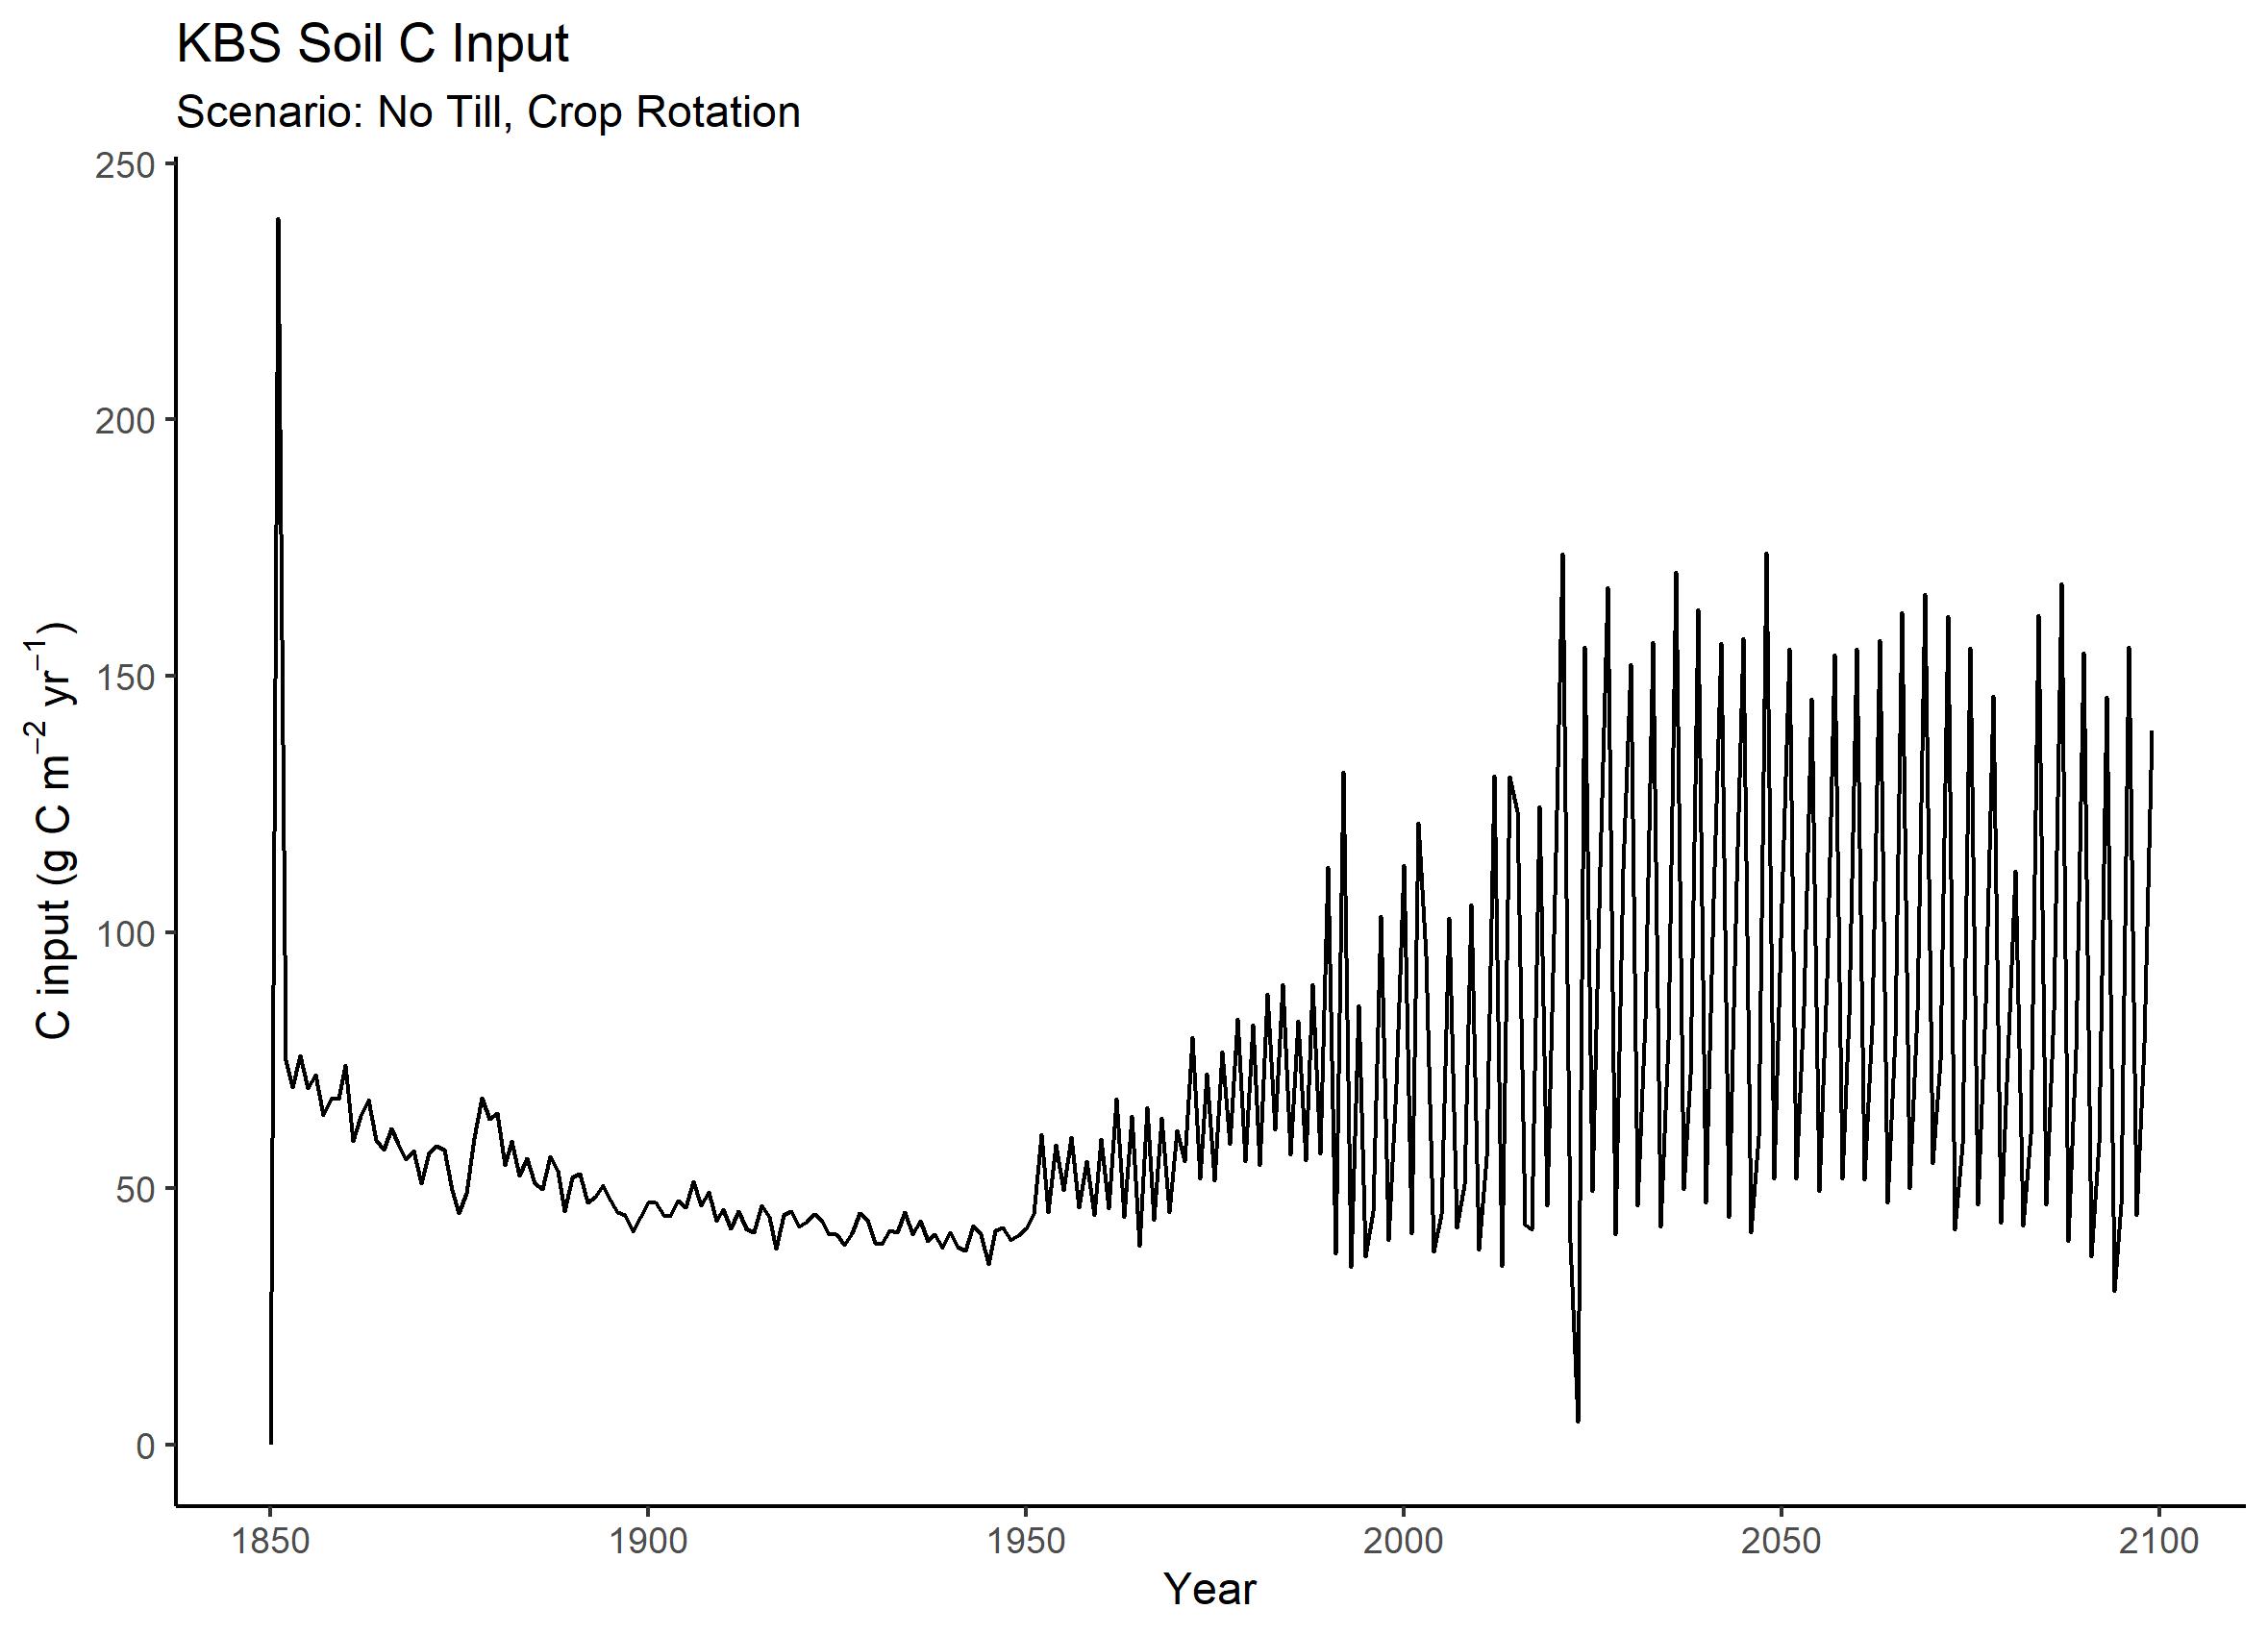 KBS Soil C Input
Scenario: No Till, Crop Rotation
250
200
150
100
50
0
C input (g C m⁻² yr⁻¹)
1850 1900 1950 2000 2050 2100
Year